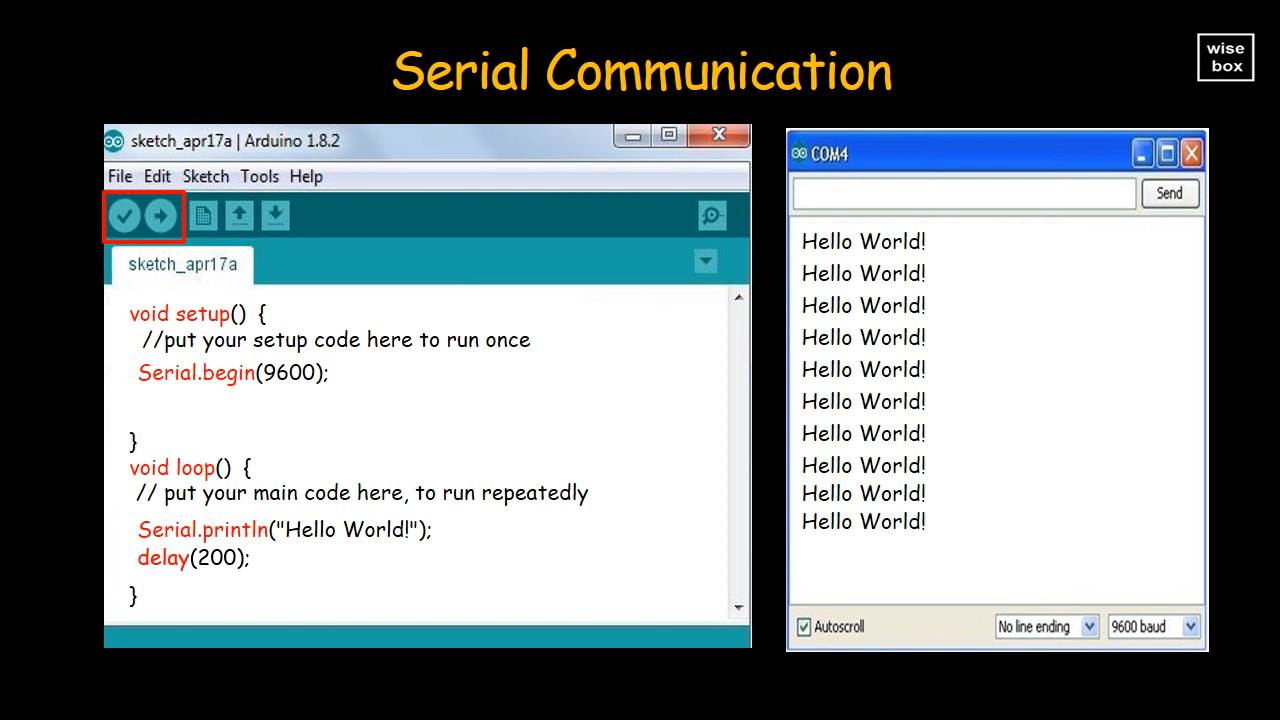 Serial Communication
wise
box
sketch_apr17a | Arduino 1.8.2
File Edit Sketch Tools Help
sketch_apr17a
void setup() {
//put your setup code here to run once
Serial.begin(9600);
}
void loop() {
// put your main code here, to run repeatedly
Serial.println("Hello World!");
delay(200);
}
COM4
Send
Hello World!
Hello World!
Hello World!
Hello World!
Hello World!
Hello World!
Hello World!
Hello World!
Hello World!
Hello World!
Autoscroll
No line ending
9600 baud